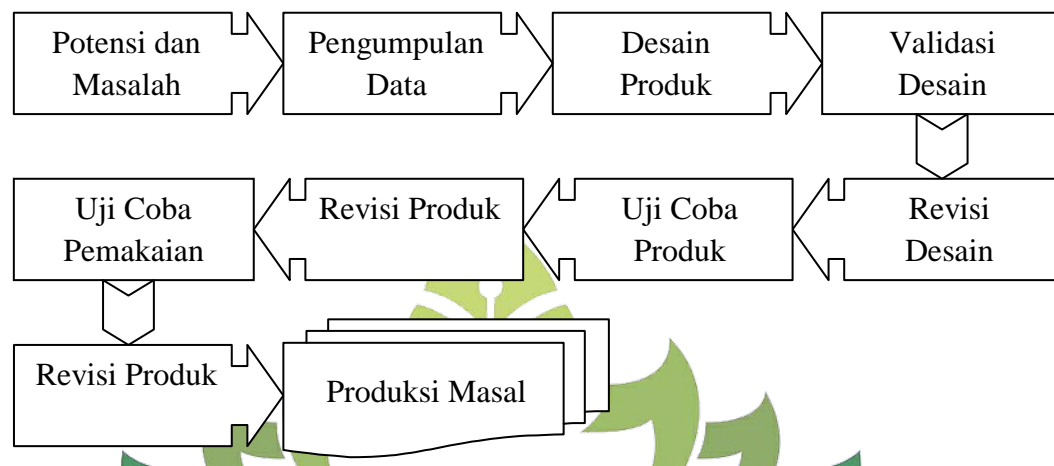 Potensi dan
Masalah
Pengumpulan
Data
Desain
Produk
Validasi
Desain
Revisi
Desain
Uji Coba
Produk
Revisi Produk
Uji Coba
Pemakaian
Revisi Produk
Produksi Masal